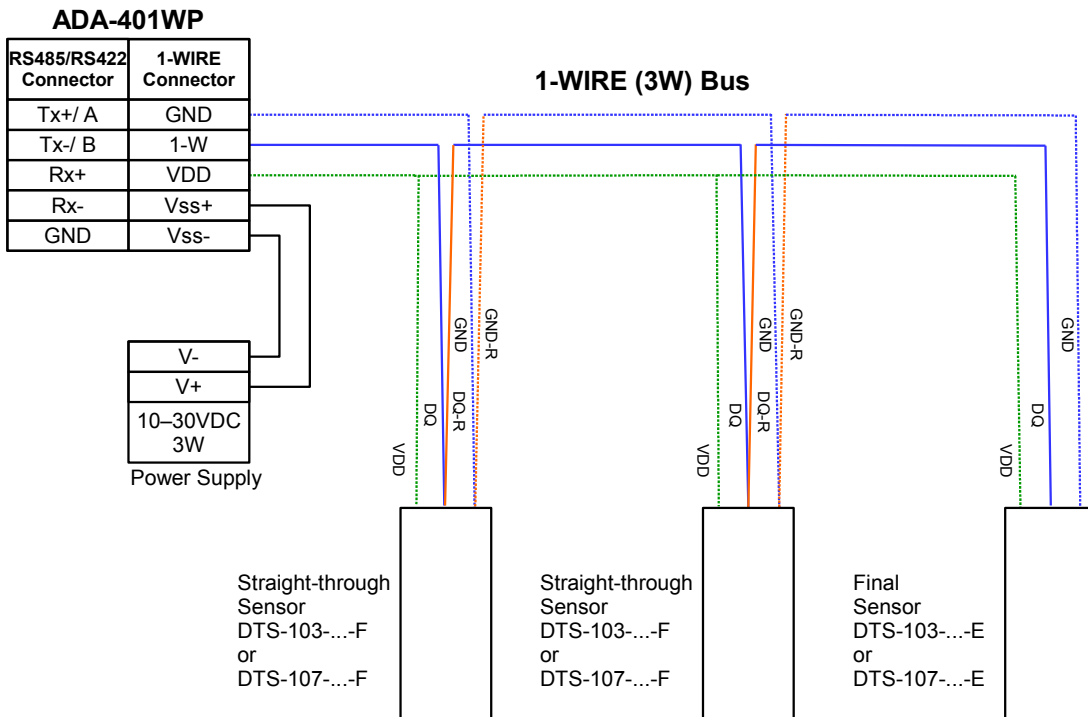 ADA-401WP
RS485/RS422 Connector
1-WIRE Connector
Tx+/ A
GND
Tx-/ B
1-W
Rx+
VDD
Rx-
Vss+
GND
Vss-
1-WIRE (3W) Bus
V-
V+
10–30VDC
3W
Power Supply
VDD
DQ
GND
DQ-R
GND-R
VDD
DQ
GND
DQ-R
GND-R
VDD
DQ
GND
Straight-through
Sensor
DTS-103-...-F
or
DTS-107-...-F
Straight-through
Sensor
DTS-103-...-F
or
DTS-107-...-F
Final
Sensor
DTS-103-...-E
or
DTS-107-...-E